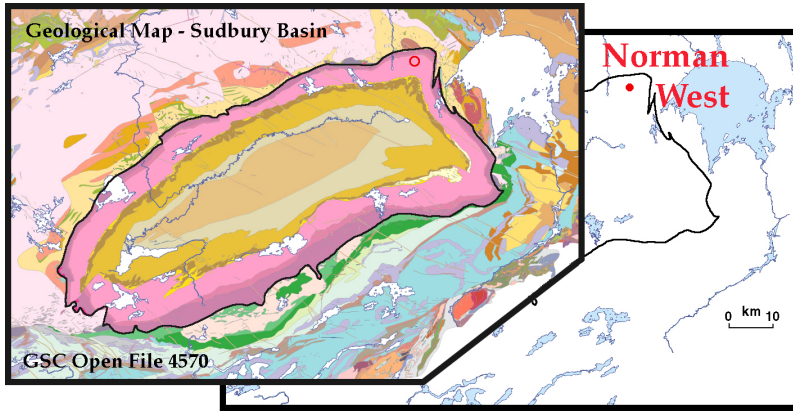 Geological Map - Sudbury Basin
Norman
West
0 km 10
GSC Open File 4570